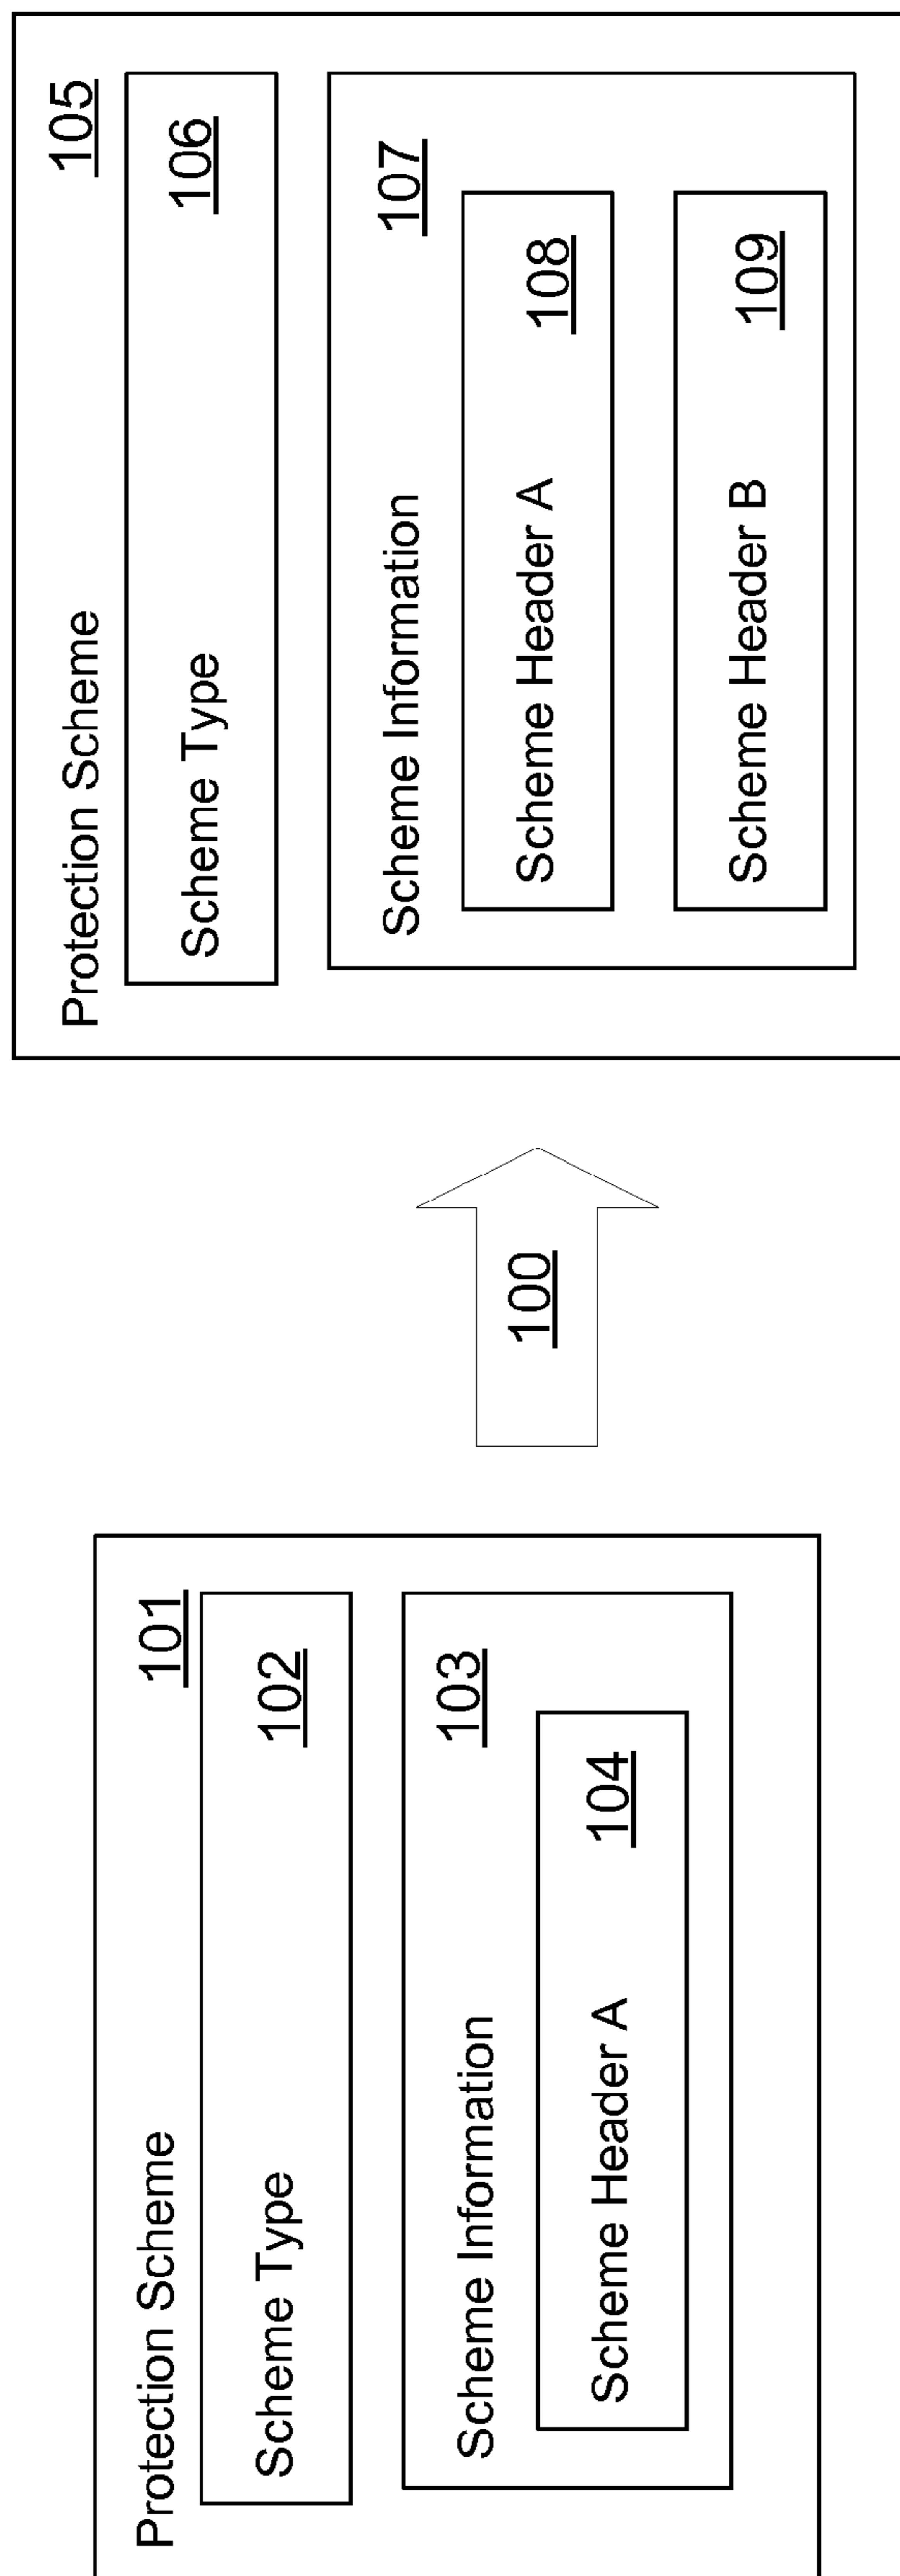 Protection Scheme 101
Scheme Type 102
Scheme Information 103
Scheme Header A 104
100
Protection Scheme 105
Scheme Type 106
Scheme Information 107
Scheme Header A 108
Scheme Header B 109